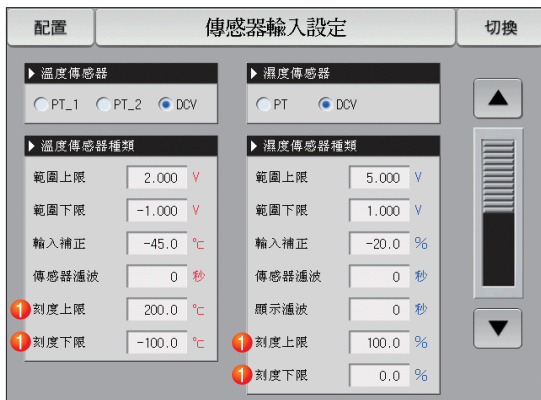 配置
傳感器輸入設定
切換
▶ 溫度傳感器
PT_1 PT_2 DCV
▶ 溫度傳感器種類
範圍上限 2.000 V
範圍下限 -1.000 V
輸入補正 -45.0 ℃
傳感器濾波 0 秒
1 刻度上限 200.0 ℃
1 刻度下限 -100.0 ℃
▶ 濕度傳感器
PT DCV
▶ 濕度傳感器種類
範圍上限 5.000 V
範圍下限 1.000 V
輸入補正 -20.0 %
傳感器濾波 0 秒
顯示濾波 0 秒
1 刻度上限 100.0 %
1 刻度下限 0.0 %